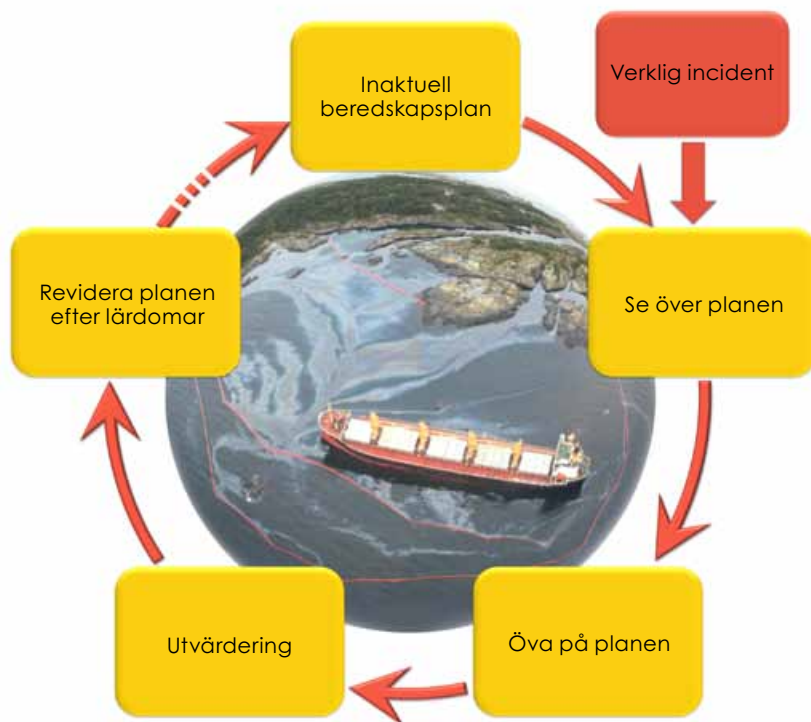 Inaktuell
beredskapsplan
Verklig incident
Se över planen
Öva på planen
Utvärdering
Revidera planen
efter lärdomar